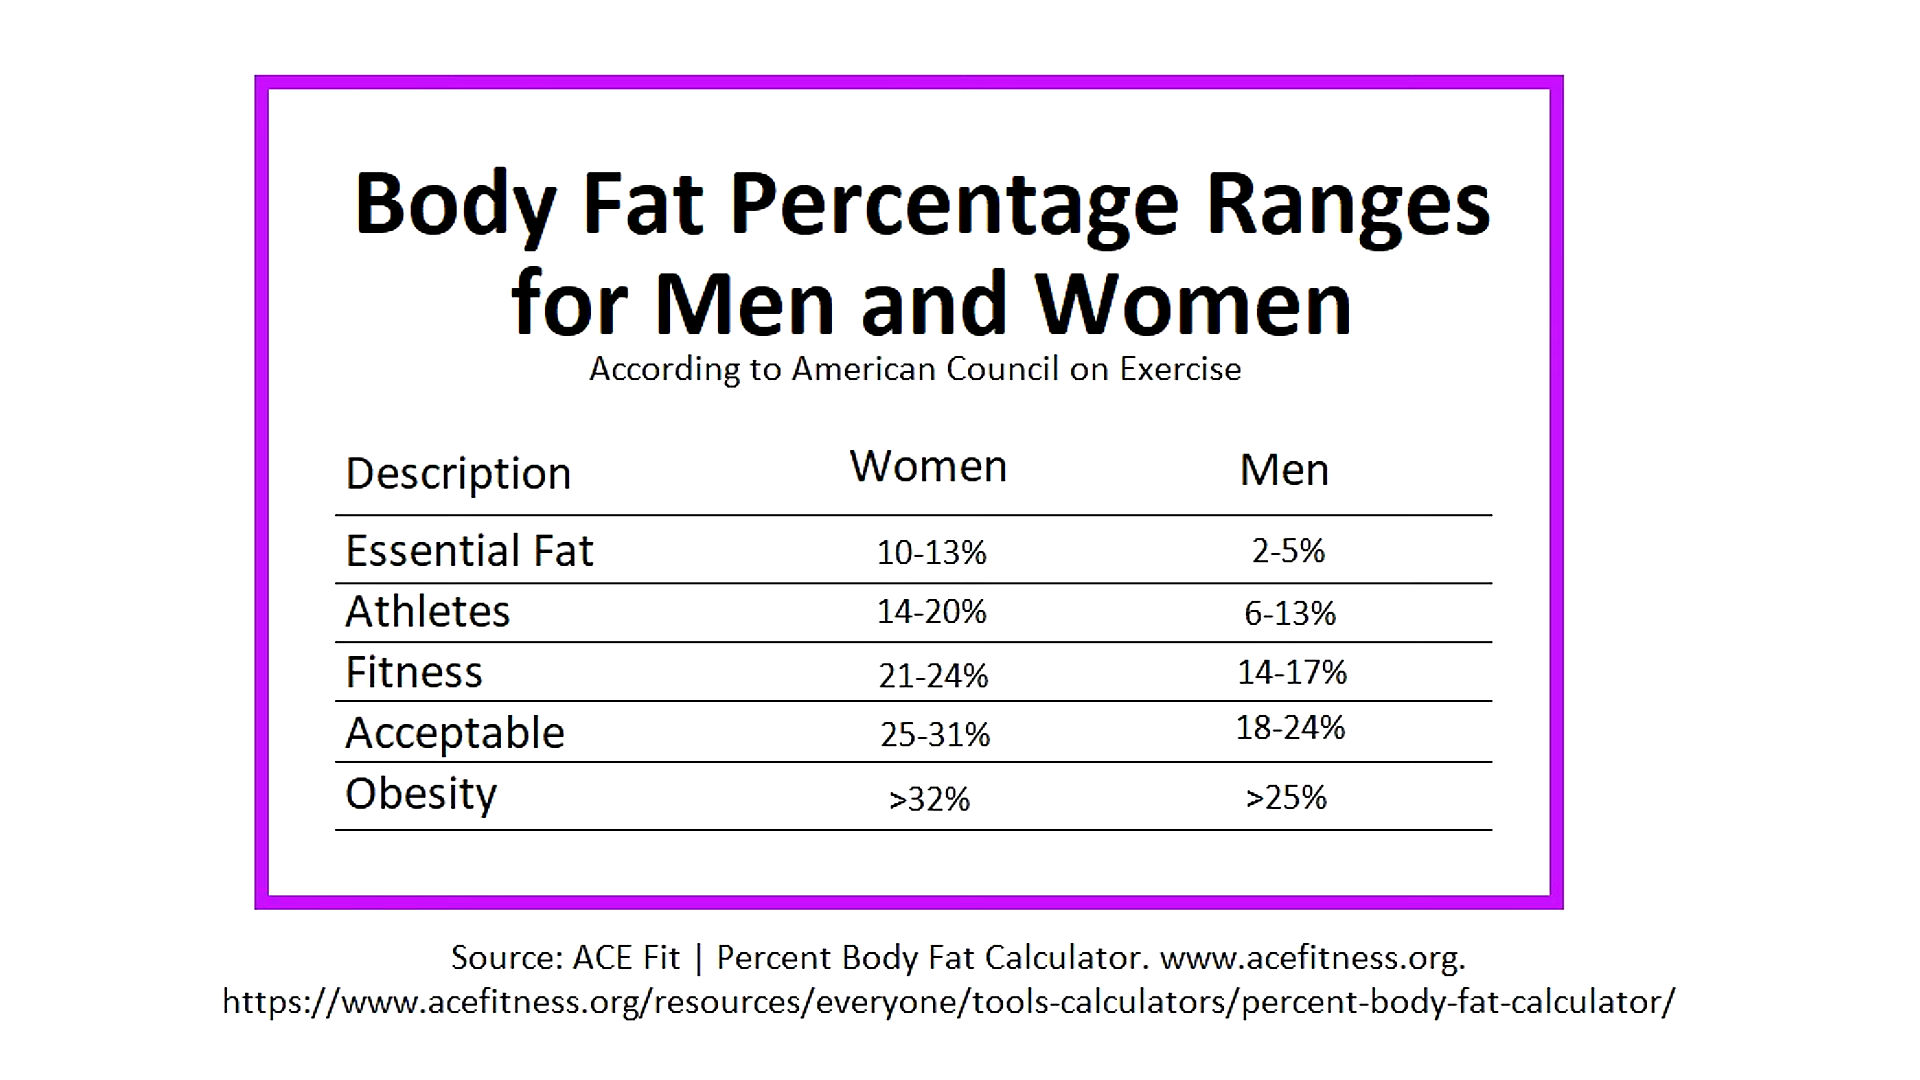 Body Fat Percentage Ranges
for Men and Women
According to American Council on Exercise
Description Women Men
Essential Fat 10-13% 2-5%
Athletes 14-20% 6-13%
Fitness 21-24% 14-17%
Acceptable 25-31% 18-24%
Obesity >32% >25%
Source: ACE Fit | Percent Body Fat Calculator. www.acefitness.org.
https://www.acefitness.org/resources/everyone/tools-calculators/percent-body-fat-calculator/